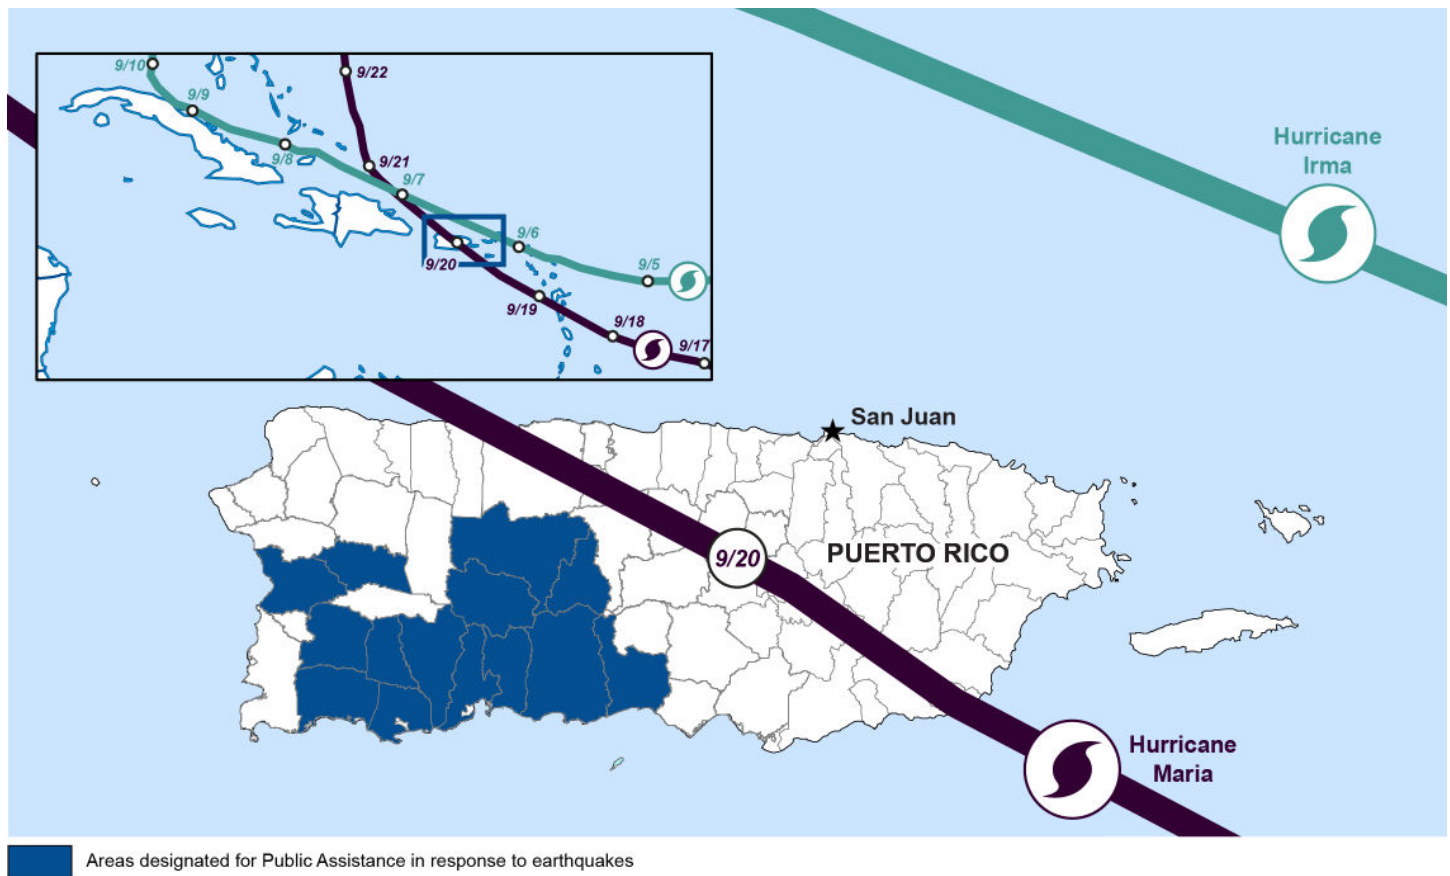 9/10
9/9
9/8
9/7
9/6
9/5
9/22
9/21
9/20
9/19
9/18
9/17
Hurricane
Irma
San Juan
PUERTO RICO
9/20
Hurricane
Maria
Areas designated for Public Assistance in response to earthquakes